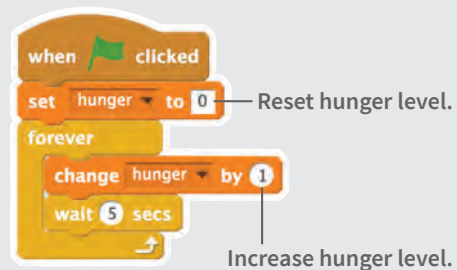 when clicked
set hunger to 0
Reset hunger level.
forever
change hunger by 1
wait 5 secs
Increase hunger level.